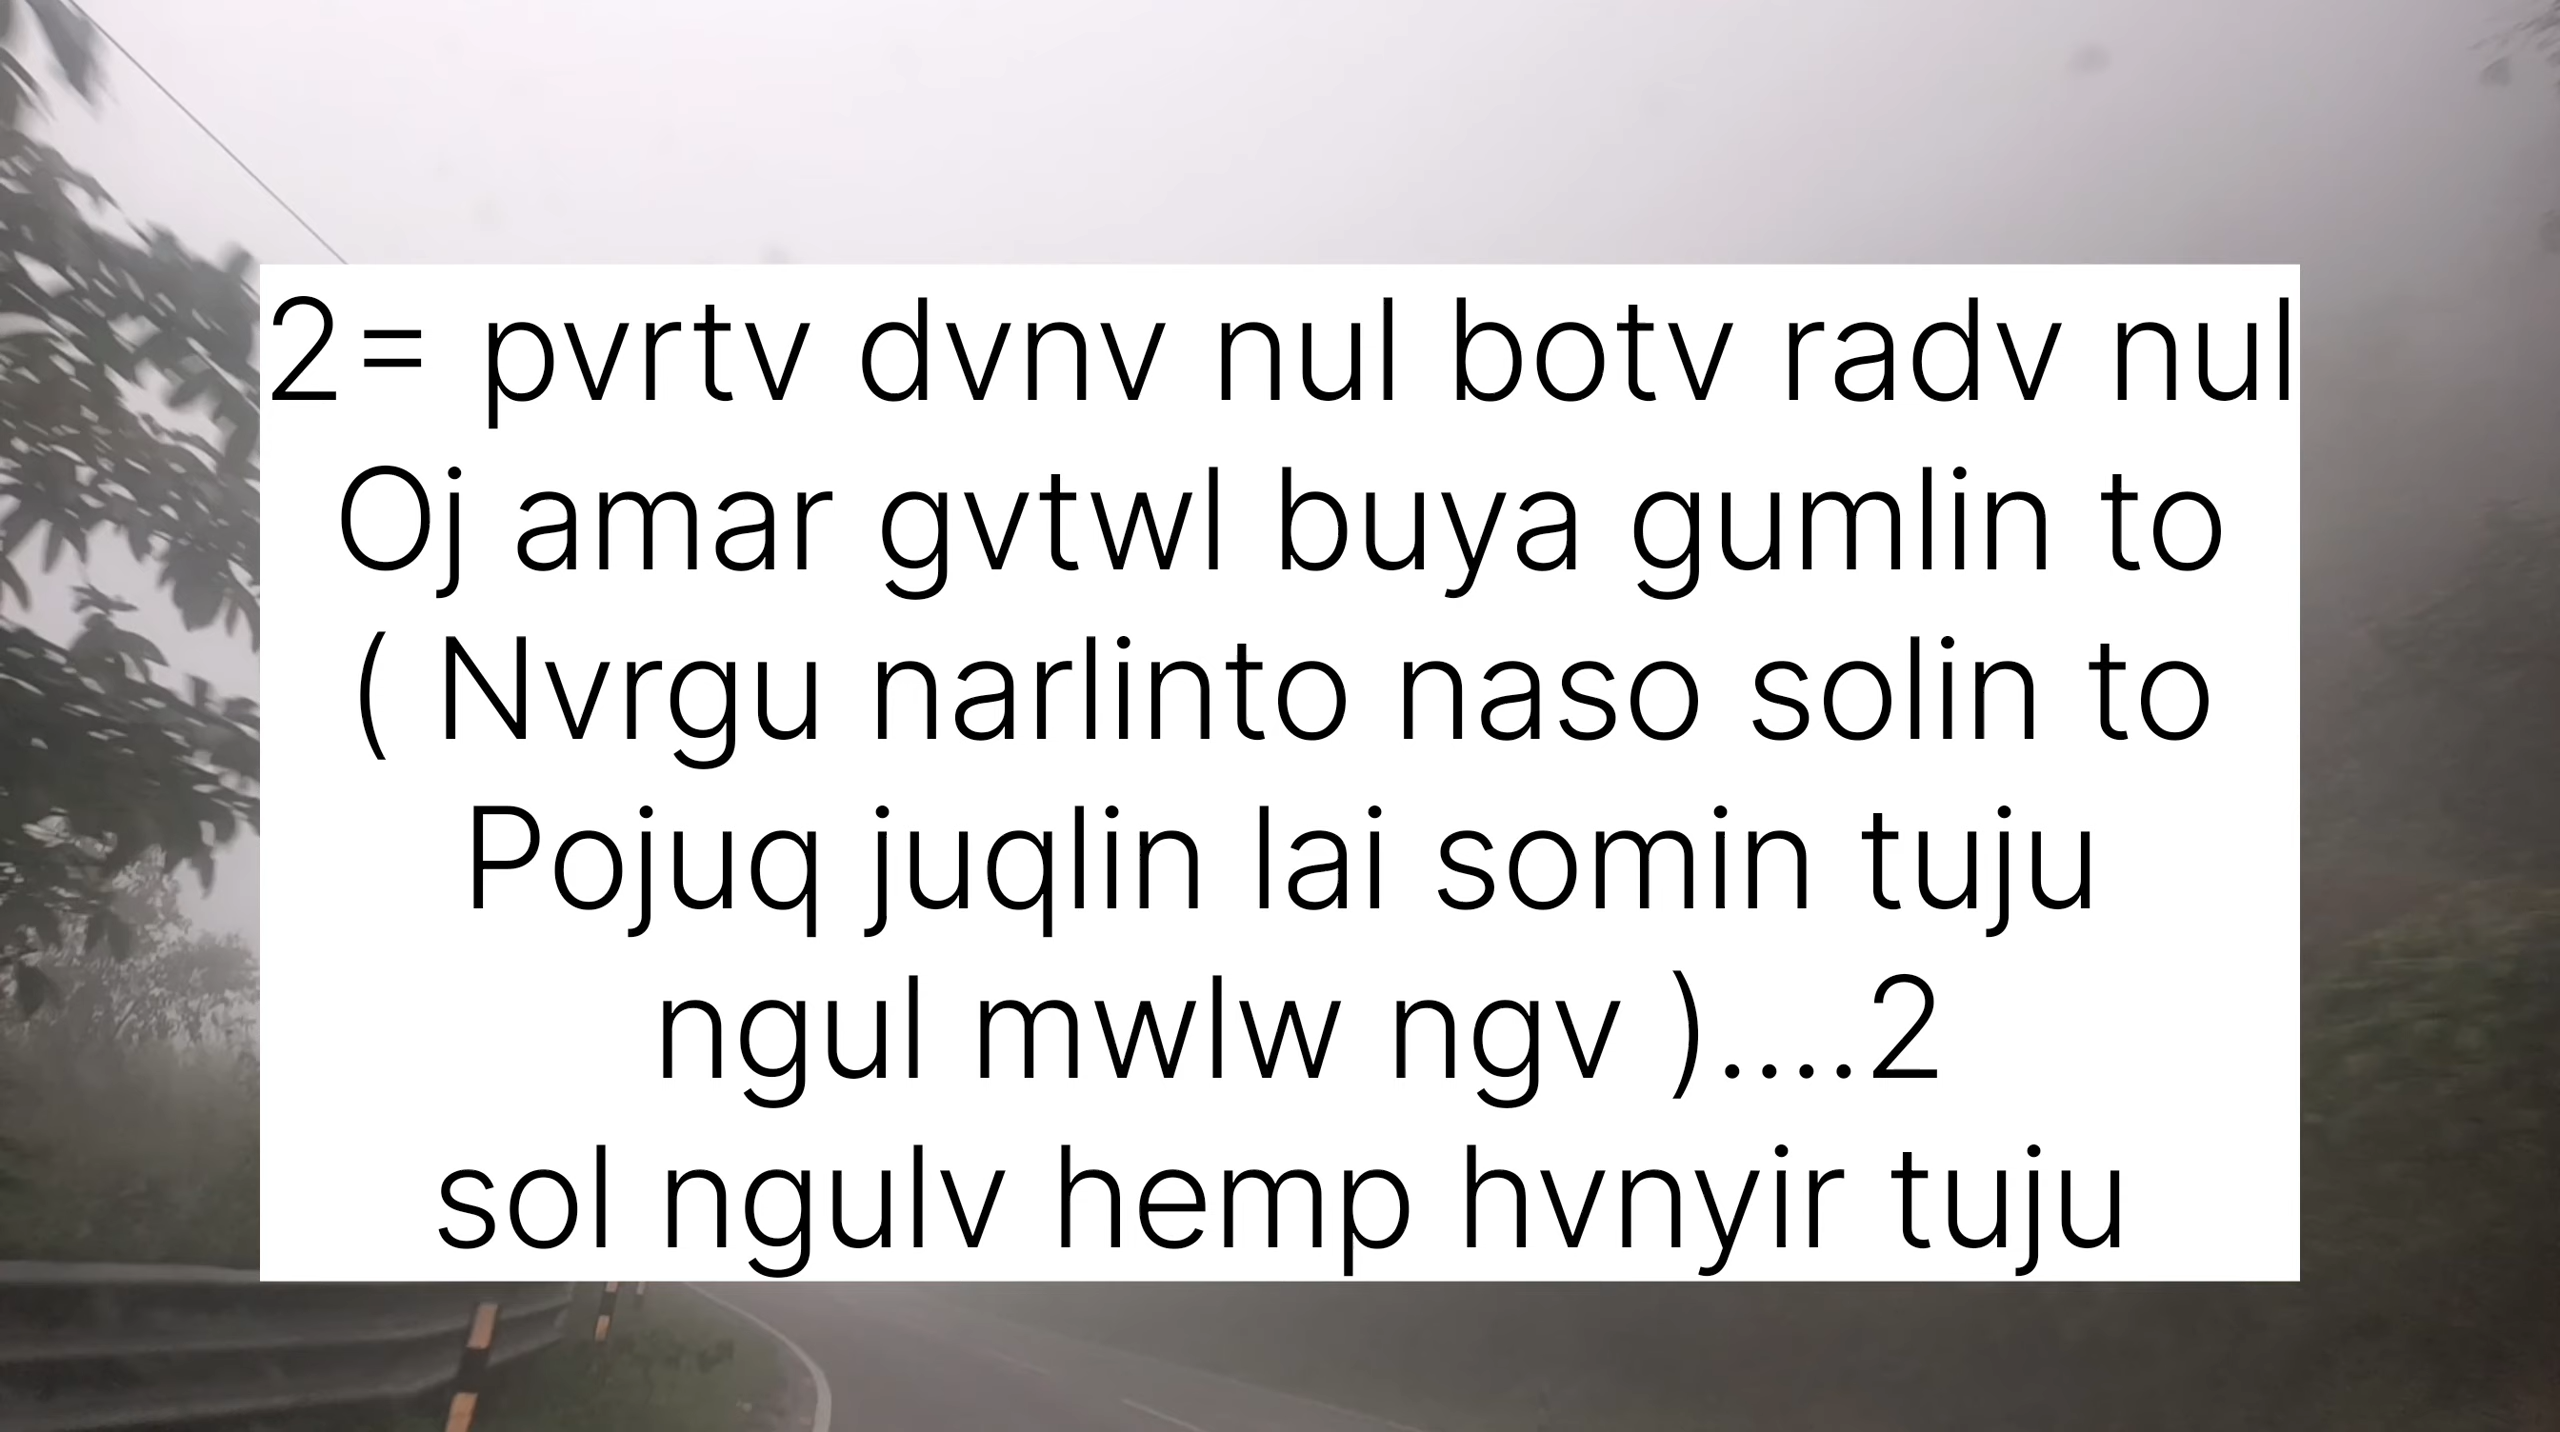 2= pvrtv dvnv nul botv radv nul
Oj amar gvtwl buya gumlin to
( Nvrgu narlinto naso solin to
Pojuq juqlin lai somin tuju
ngul mwlw ngv )....2
sol ngulv hemp hvnyir tuju